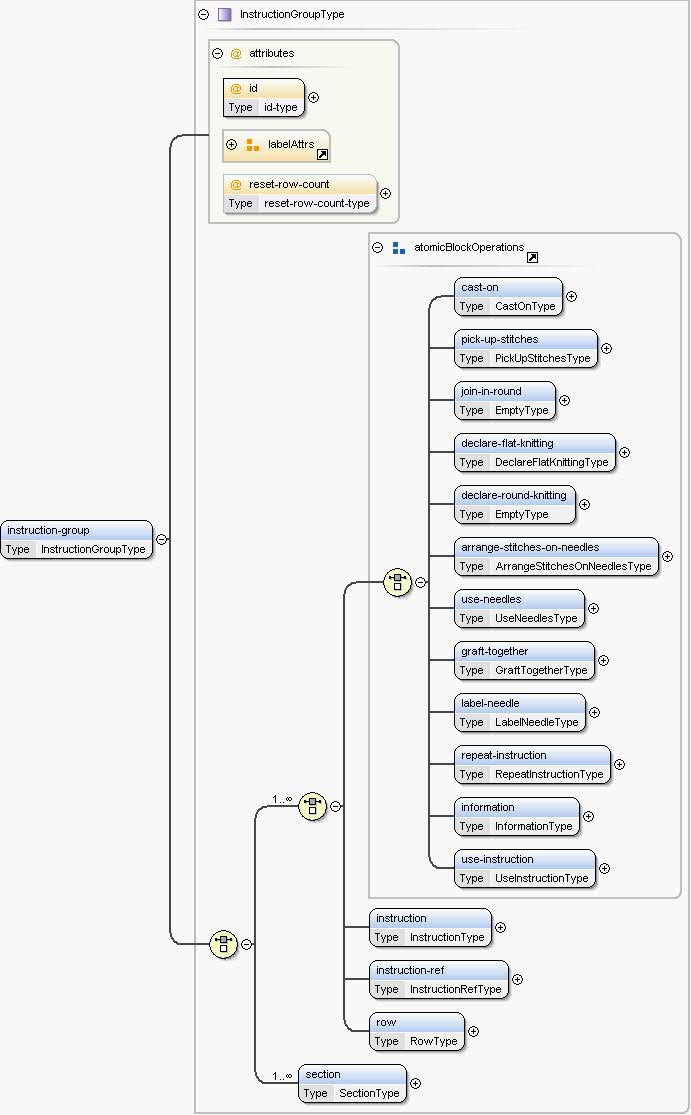 InstructionGroupType
attributes
@ id
Type id-type
labelAttrs
@ reset-row-count
Type reset-row-count-type
atomicBlockOperations
cast-on
Type CastOnType
pick-up-stitches
Type PickUpStitchesType
join-in-round
Type EmptyType
declare-flat-knitting
Type DeclareFlatKnittingType
declare-round-knitting
Type EmptyType
instruction-group
Type InstructionGroupType
arrange-stitches-on-needles
Type ArrangeStitchesOnNeedlesType
use-needles
Type UseNeedlesType
graft-together
Type GraftTogetherType
label-needle
Type LabelNeedleType
repeat-instruction
Type RepeatInstructionType
1..∞
information
Type InformationType
use-instruction
Type UseInstructionType
instruction
Type InstructionType
instruction-ref
Type InstructionRefType
row
Type RowType
1..∞
section
Type SectionType